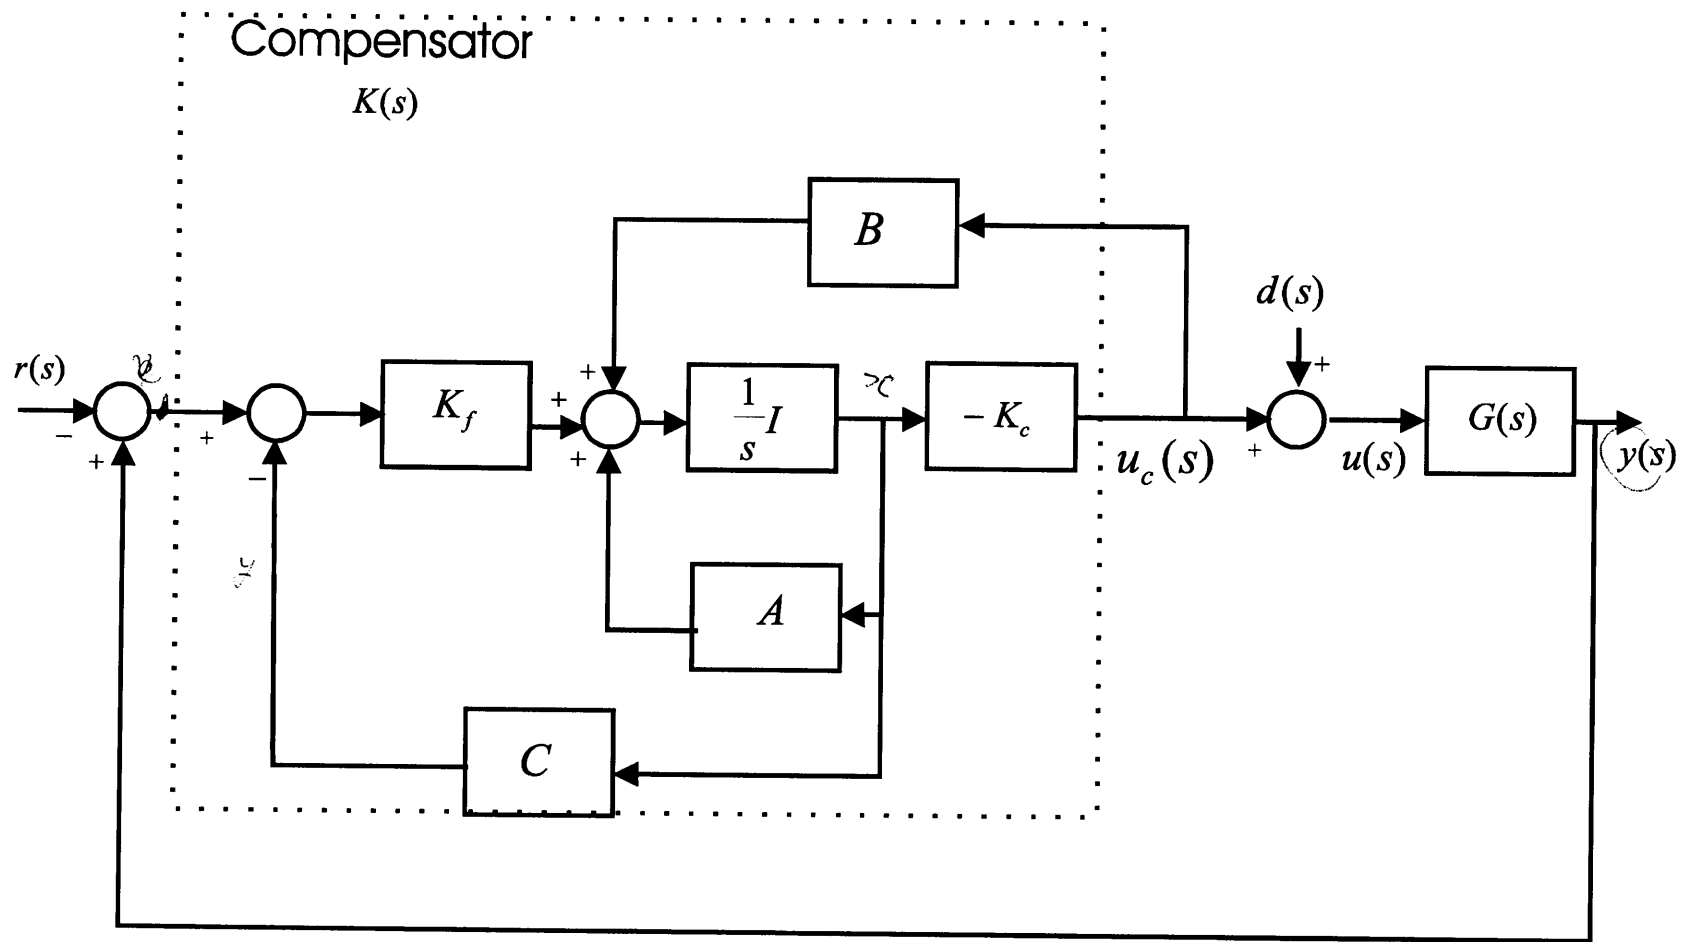 Compensator
K(s)
B
d(s)
+
r(s)
−
+
+
−
K_f
+
+
+
1/s I
x
− K_c
u_c(s)
+
u(s)
G(s)
y(s)
A
C